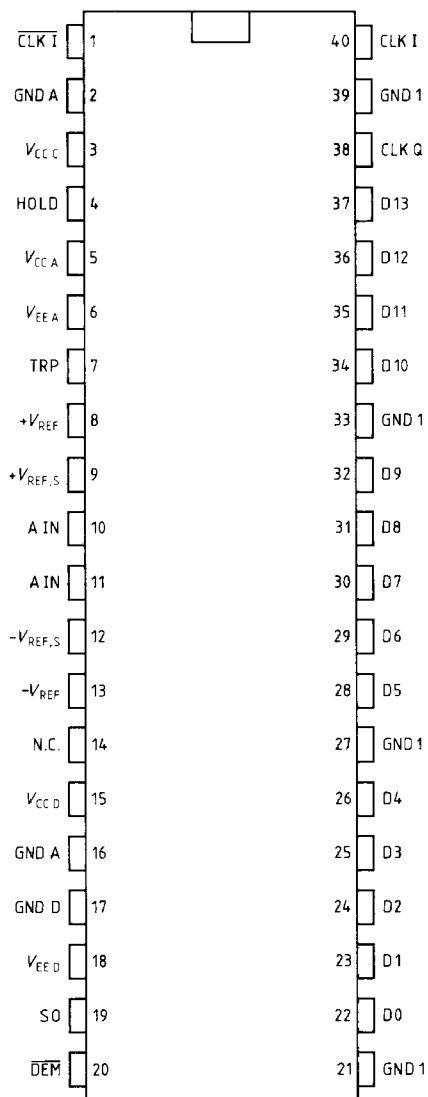 CLK I 1 40 CLK I
GND A 2 39 GND 1
VCC C 3 38 CLK Q
HOLD 4 37 D13
VCC A 5 36 D12
VEE A 6 35 D11
TRP 7 34 D10
+VREF 8 33 GND 1
+VREF,S 9 32 D9
A IN 10 31 D8
A IN 11 30 D7
−VREF,S 12 29 D6
−VREF 13 28 D5
N.C. 14 27 GND 1
VCC D 15 26 D4
GND A 16 25 D3
GND D 17 24 D2
VEE D 18 23 D1
SO 19 22 D0
DEM 20 21 GND 1